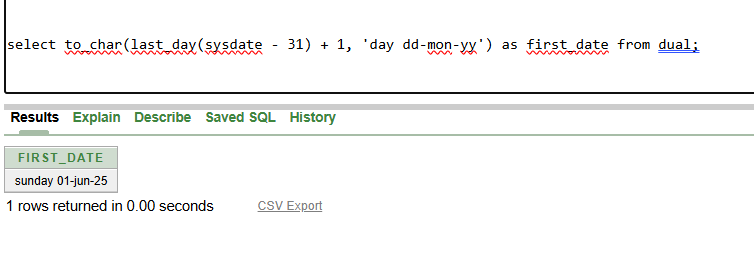 select to_char(last_day(sysdate - 31) + 1, 'day dd-mon-yy') as first_date from dual;
Results Explain Describe Saved SQL History
FIRST_DATE
sunday 01-jun-25
1 rows returned in 0.00 seconds CSV Export